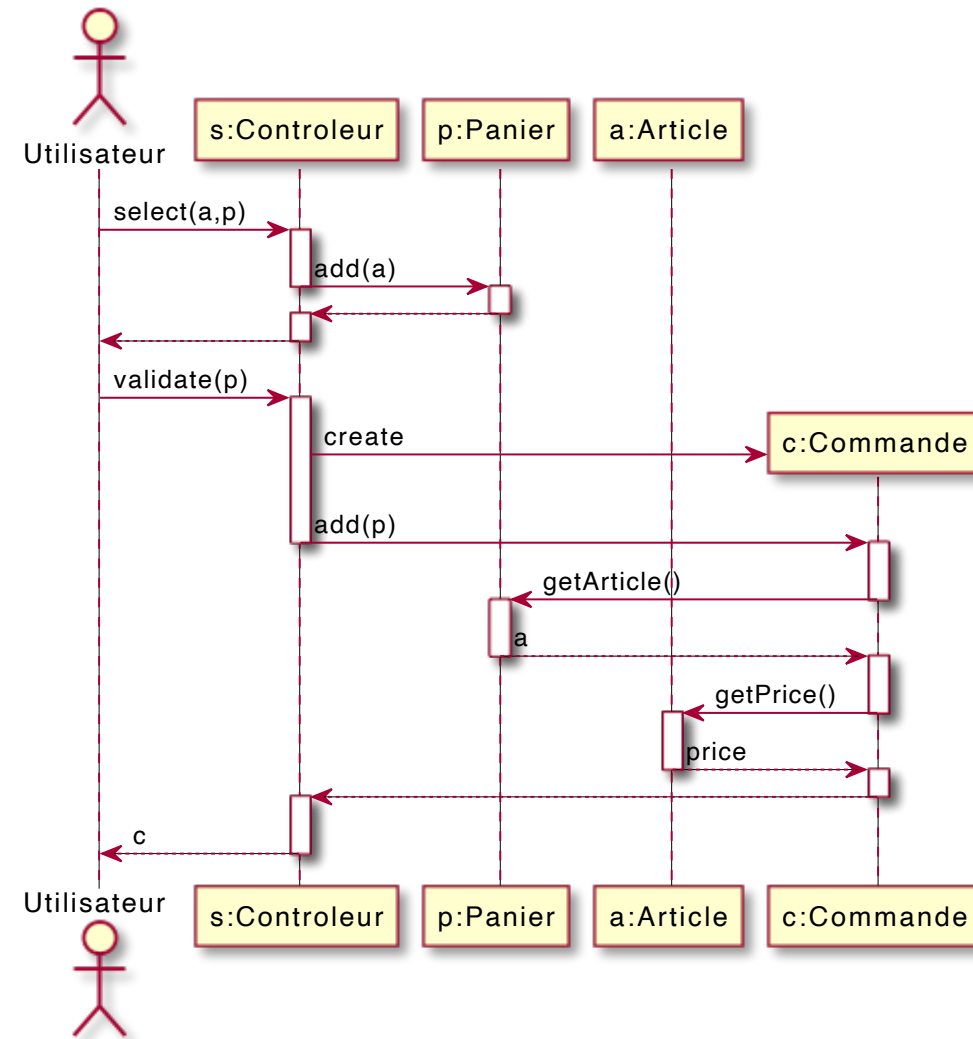 Utilisateur
s:Controleur
p:Panier
a:Article
select(a,p)
add(a)
validate(p)
create
c:Commande
add(p)
getArticle()
a
getPrice()
price
c
Utilisateur
s:Controleur
p:Panier
a:Article
c:Commande